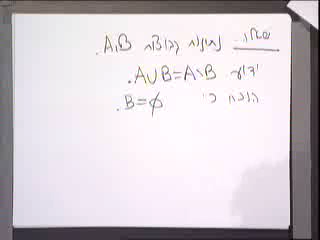 שאלה. נתונות קבוצות A,B.
ידוע A∪B=A\B.
הוכח כי B=∅.